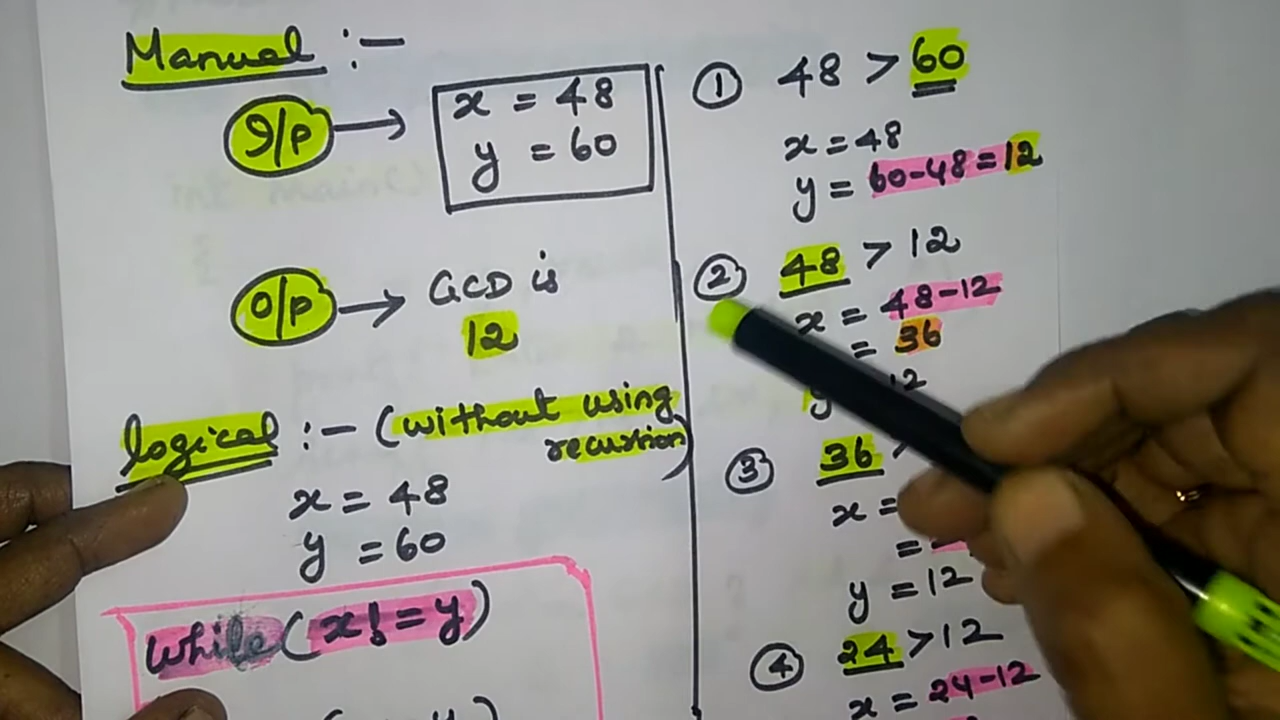 Manual :-
I/p → x = 48
y = 60
O/p → GCD is
12
logical :- (without using
recursion)
x = 48
y = 60
while(x!=y)
① 48 > 60
x = 48
y = 60-48=12
② 48 > 12
x = 48-12
= 36
y 12
③ 36 >
x =
=
y = 12
④ 24 > 12
x = 24-12